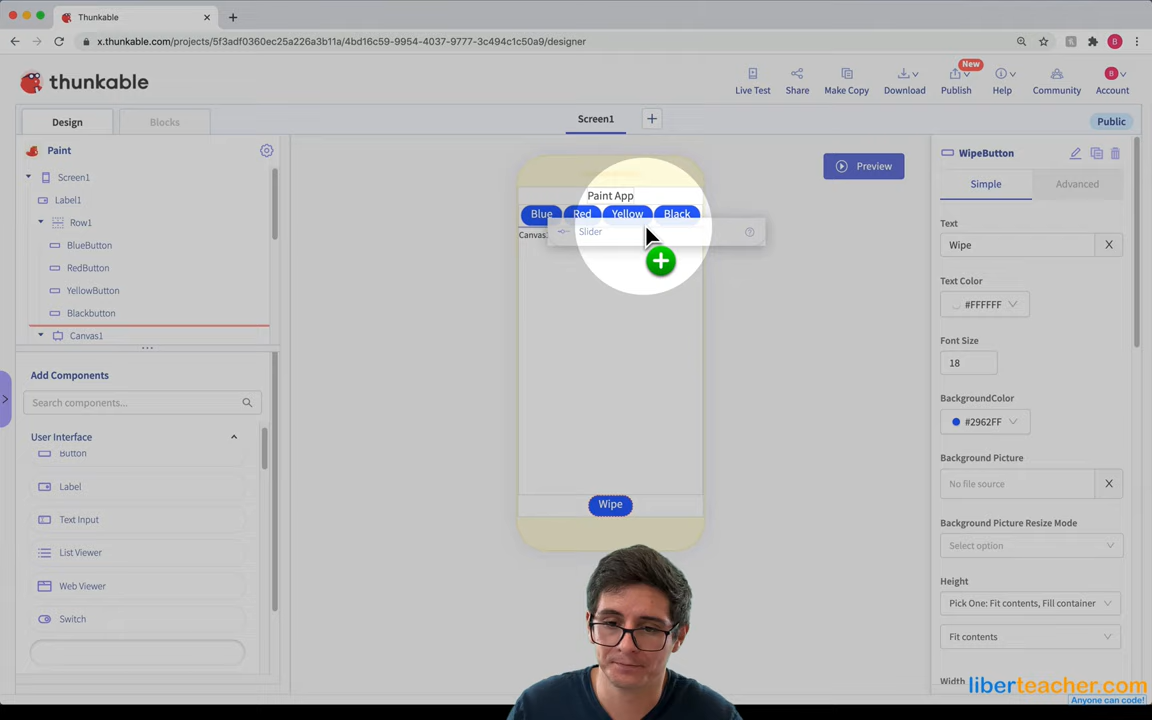 Thunkable
x.thunkable.com/projects/5f3adf0360ec25a226a3b11a/4bd16c59-9954-4037-9777-3c494c1c50a9/designer
B
thunkable
Live Test
Share
Make Copy
Download
New
Publish
Help
Community
B
Account
Design
Blocks
Screen1
Public
Paint
Screen1
Label1
Row1
BlueButton
RedButton
YellowButton
Blackbutton
Canvas1
Add Components
Search components...
User Interface
Button
Label
Text Input
List Viewer
Web Viewer
Switch
Preview
Paint App
Blue Red Yellow Black
Slider
Canvas
Wipe
WipeButton
Simple
Advanced
Text
Wipe
X
Text Color
#FFFFFF
Font Size
18
BackgroundColor
#2962FF
Background Picture
No file source
X
Background Picture Resize Mode
Select option
Height
Pick One: Fit contents, Fill container
Fit contents
Width
liberteacher.com
Anyone can code!